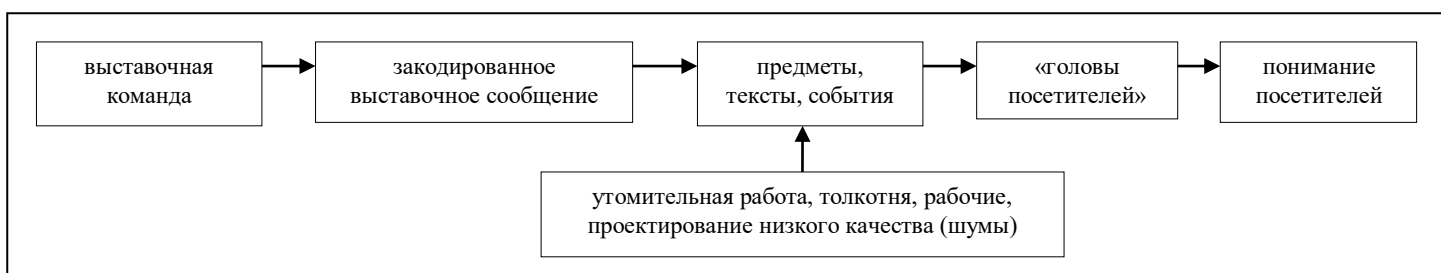 выставочная
команда
закодированное
выставочное сообщение
предметы,
тексты, события
«головы
посетителей»
понимание
посетителей
утомительная работа, толкотня, рабочие,
проектирование низкого качества (шумы)